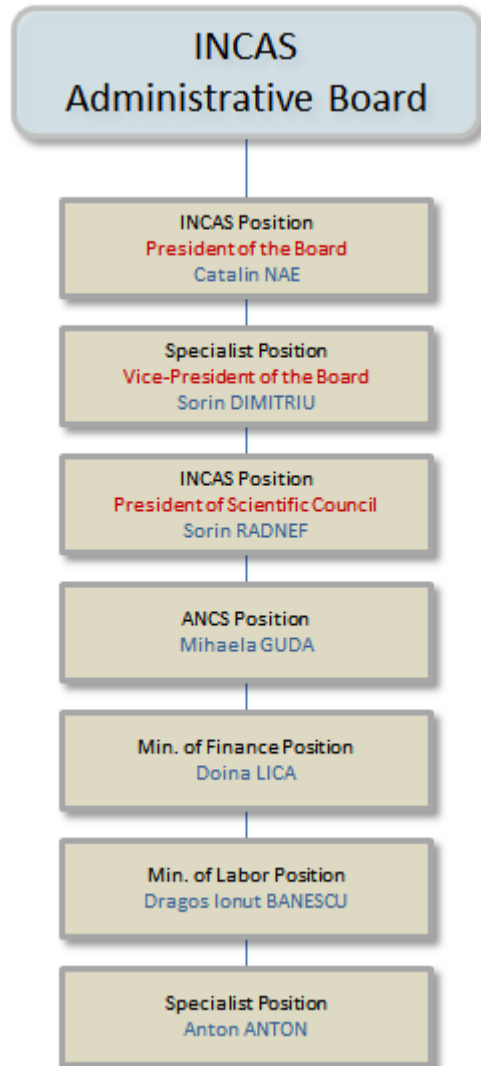 INCAS
Administrative Board
INCAS Position
President of the Board
Catalin NAE
Specialist Position
Vice-President of the Board
Sorin DIMITRIU
INCAS Position
President of Scientific Council
Sorin RADNEF
ANCS Position
Mihaela GUDA
Min. of Finance Position
Doina LICA
Min. of Labor Position
Dragos Ionut BANESCU
Specialist Position
Anton ANTON